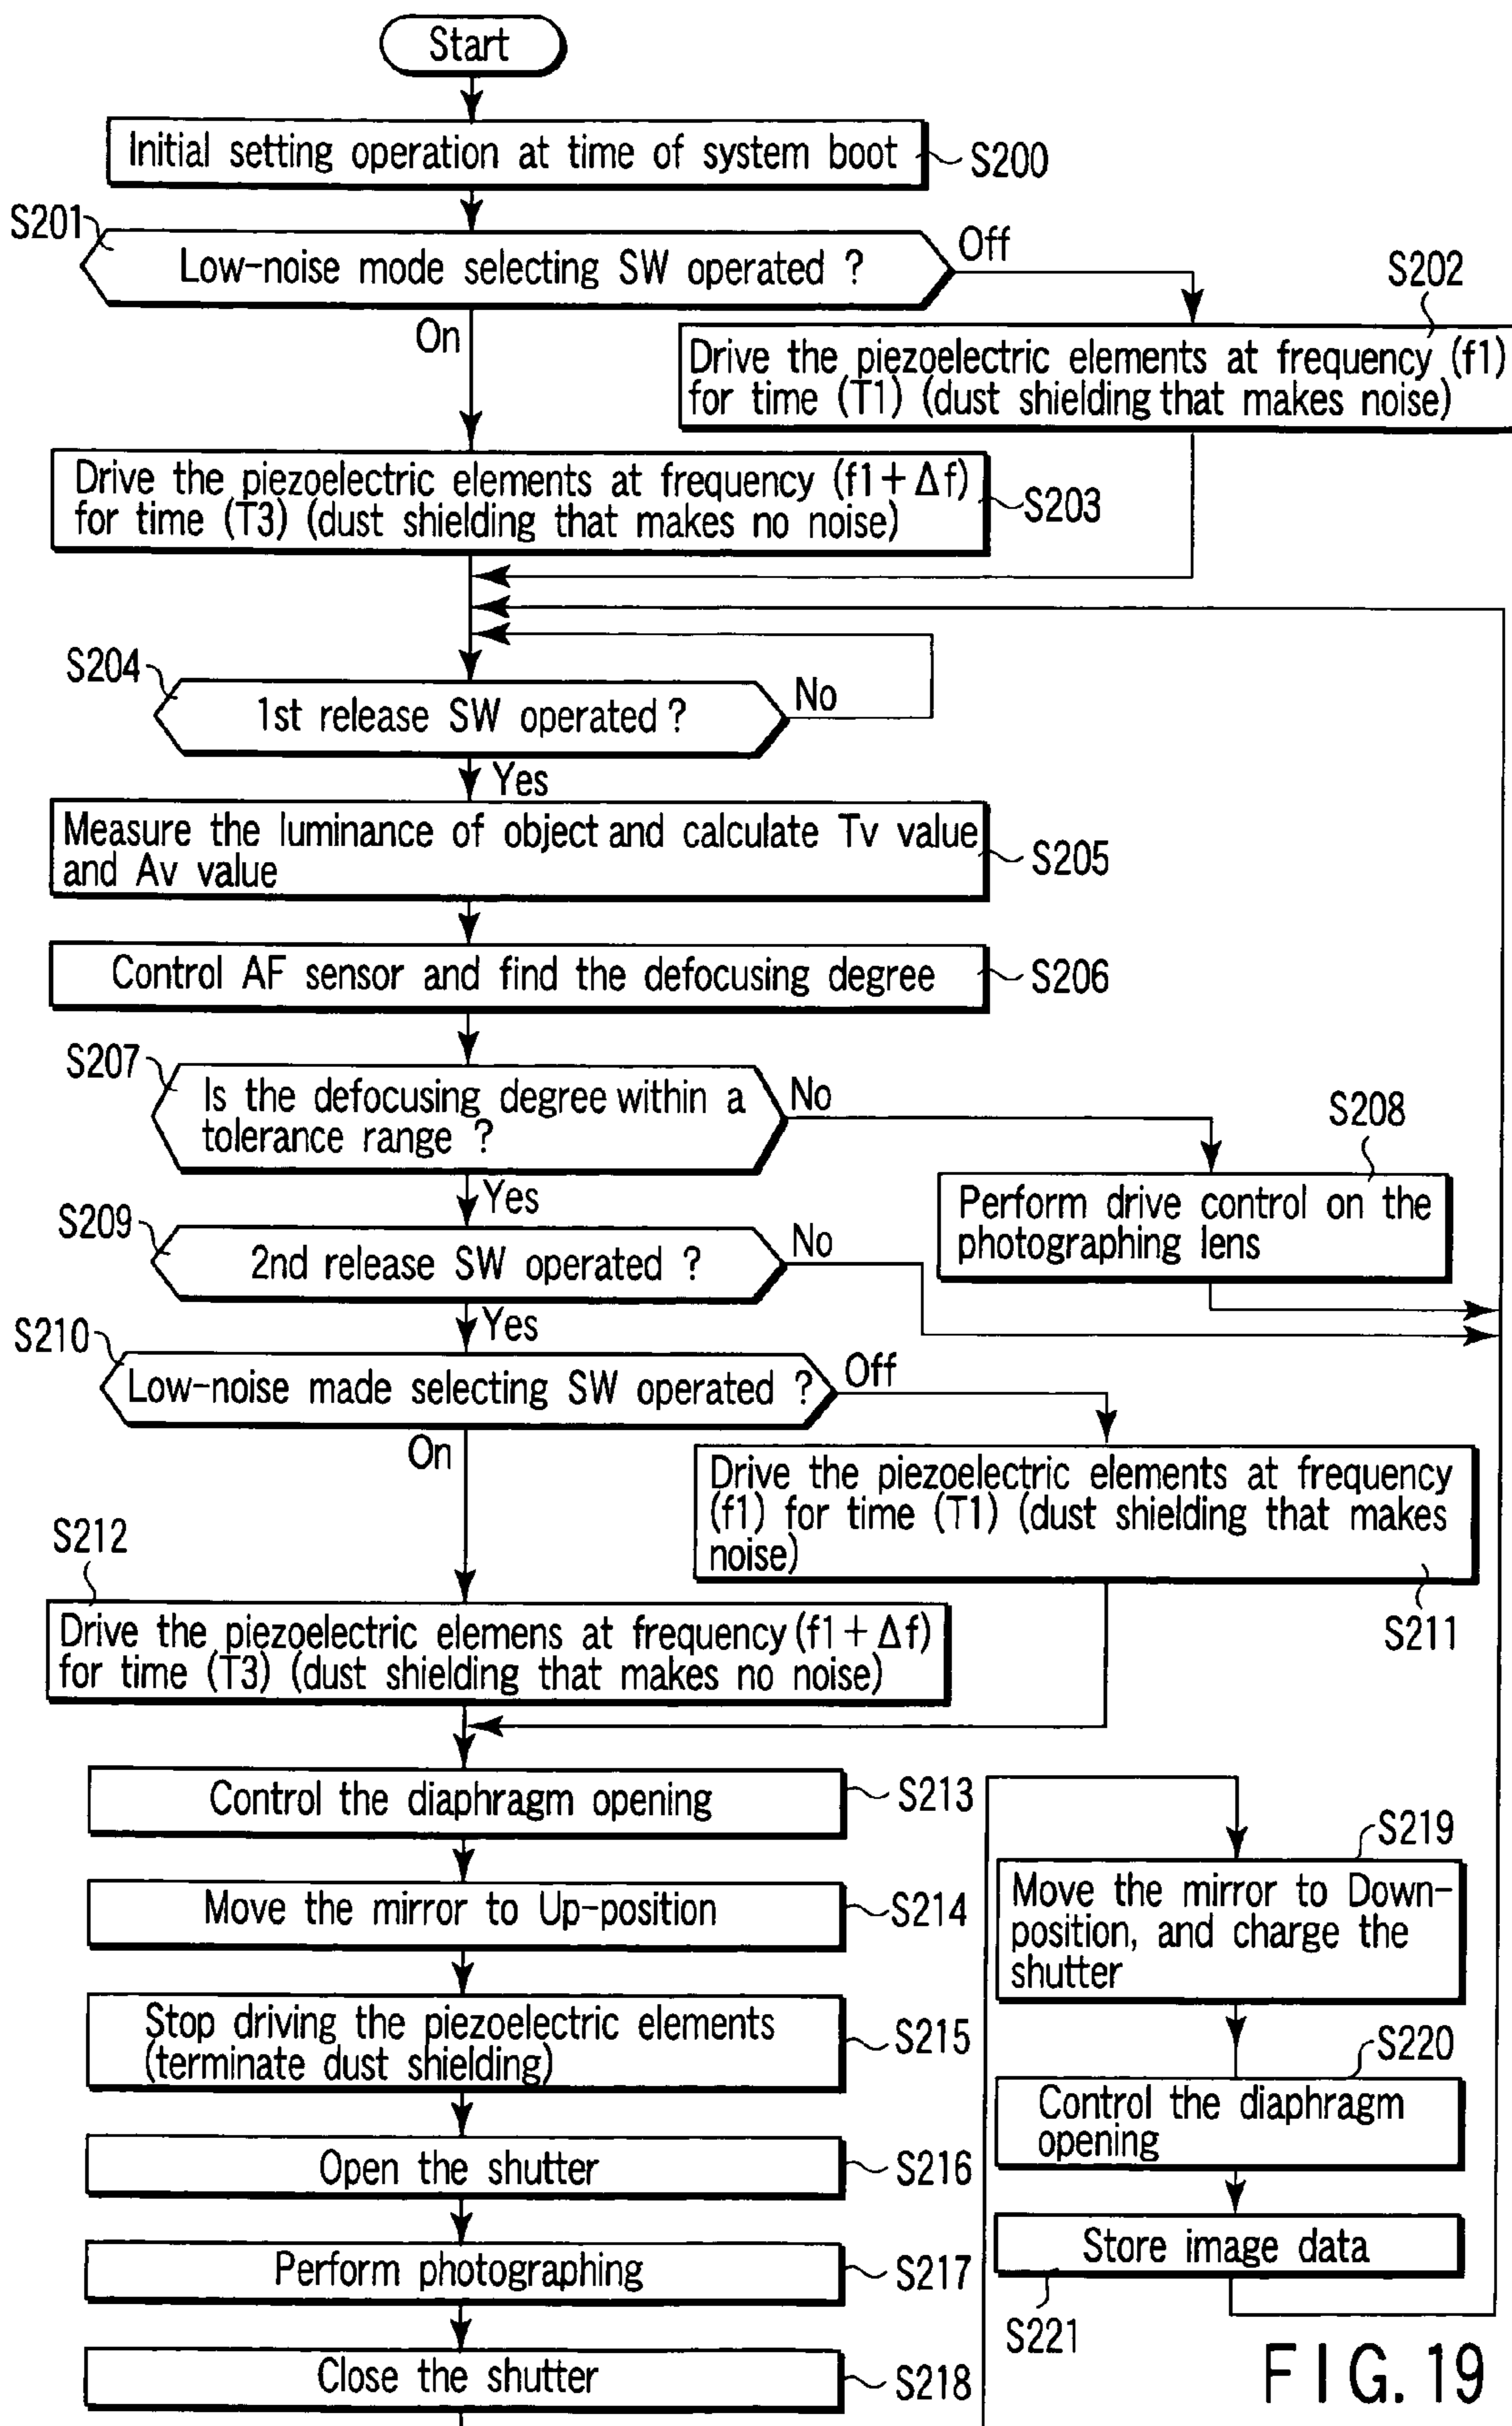 Start
Initial setting operation at time of system boot
S200
S201
Low-noise mode selecting SW operated ?
Off
On
S202
Drive the piezoelectric elements at frequency (f1)
for time (T1) (dust shielding that makes noise)
Drive the piezoelectric elements at frequency (f1+Δf)
for time (T3) (dust shielding that makes no noise)
S203
S204
1st release SW operated ?
No
Yes
Measure the luminance of object and calculate Tv value
and Av value
S205
Control AF sensor and find the defocusing degree
S206
S207
Is the defocusing degree within a
tolerance range ?
No
Yes
S208
Perform drive control on the
photographing lens
S209
2nd release SW operated ?
No
Yes
S210
Low-noise made selecting SW operated ?
Off
On
Drive the piezoelectric elements at frequency
(f1) for time (T1) (dust shielding that makes
noise)
S211
S212
Drive the piezoelectric elemens at frequency (f1+Δf)
for time (T3) (dust shielding that makes no noise)
Control the diaphragm opening
S213
Move the mirror to Up-position
S214
Stop driving the piezoelectric elements
(terminate dust shielding)
S215
Open the shutter
S216
Perform photographing
S217
Close the shutter
S218
S219
Move the mirror to Down-
position, and charge the
shutter
S220
Control the diaphragm
opening
Store image data
S221
FIG. 19